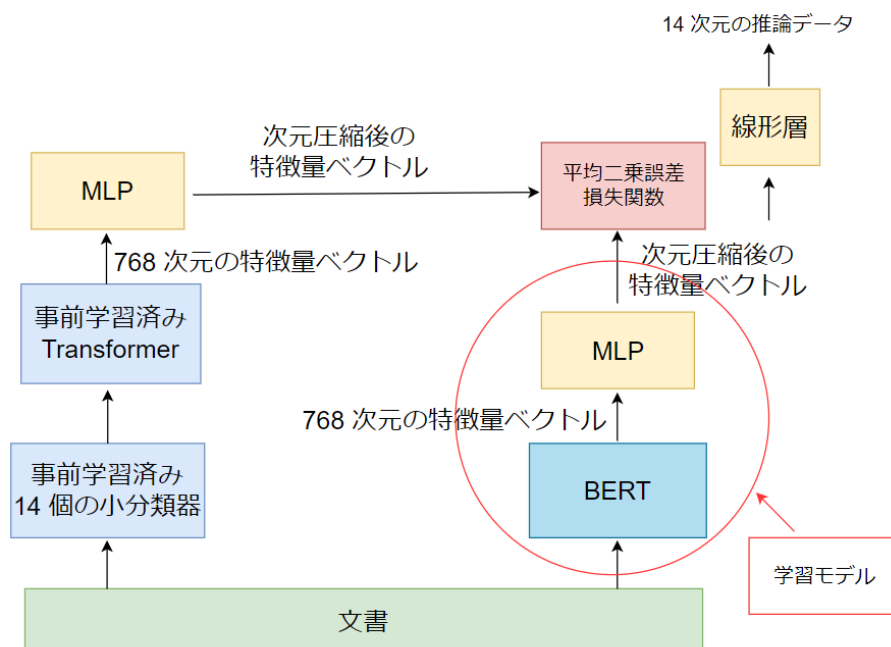 14 次元の推論データ
線形層
次元圧縮後の
特徴量ベクトル
MLP
平均二乗誤差
損失関数
768 次元の特徴量ベクトル
次元圧縮後の
特徴量ベクトル
事前学習済み
Transformer
MLP
768 次元の特徴量ベクトル
事前学習済み
14 個の小分類器
BERT
学習モデル
文書